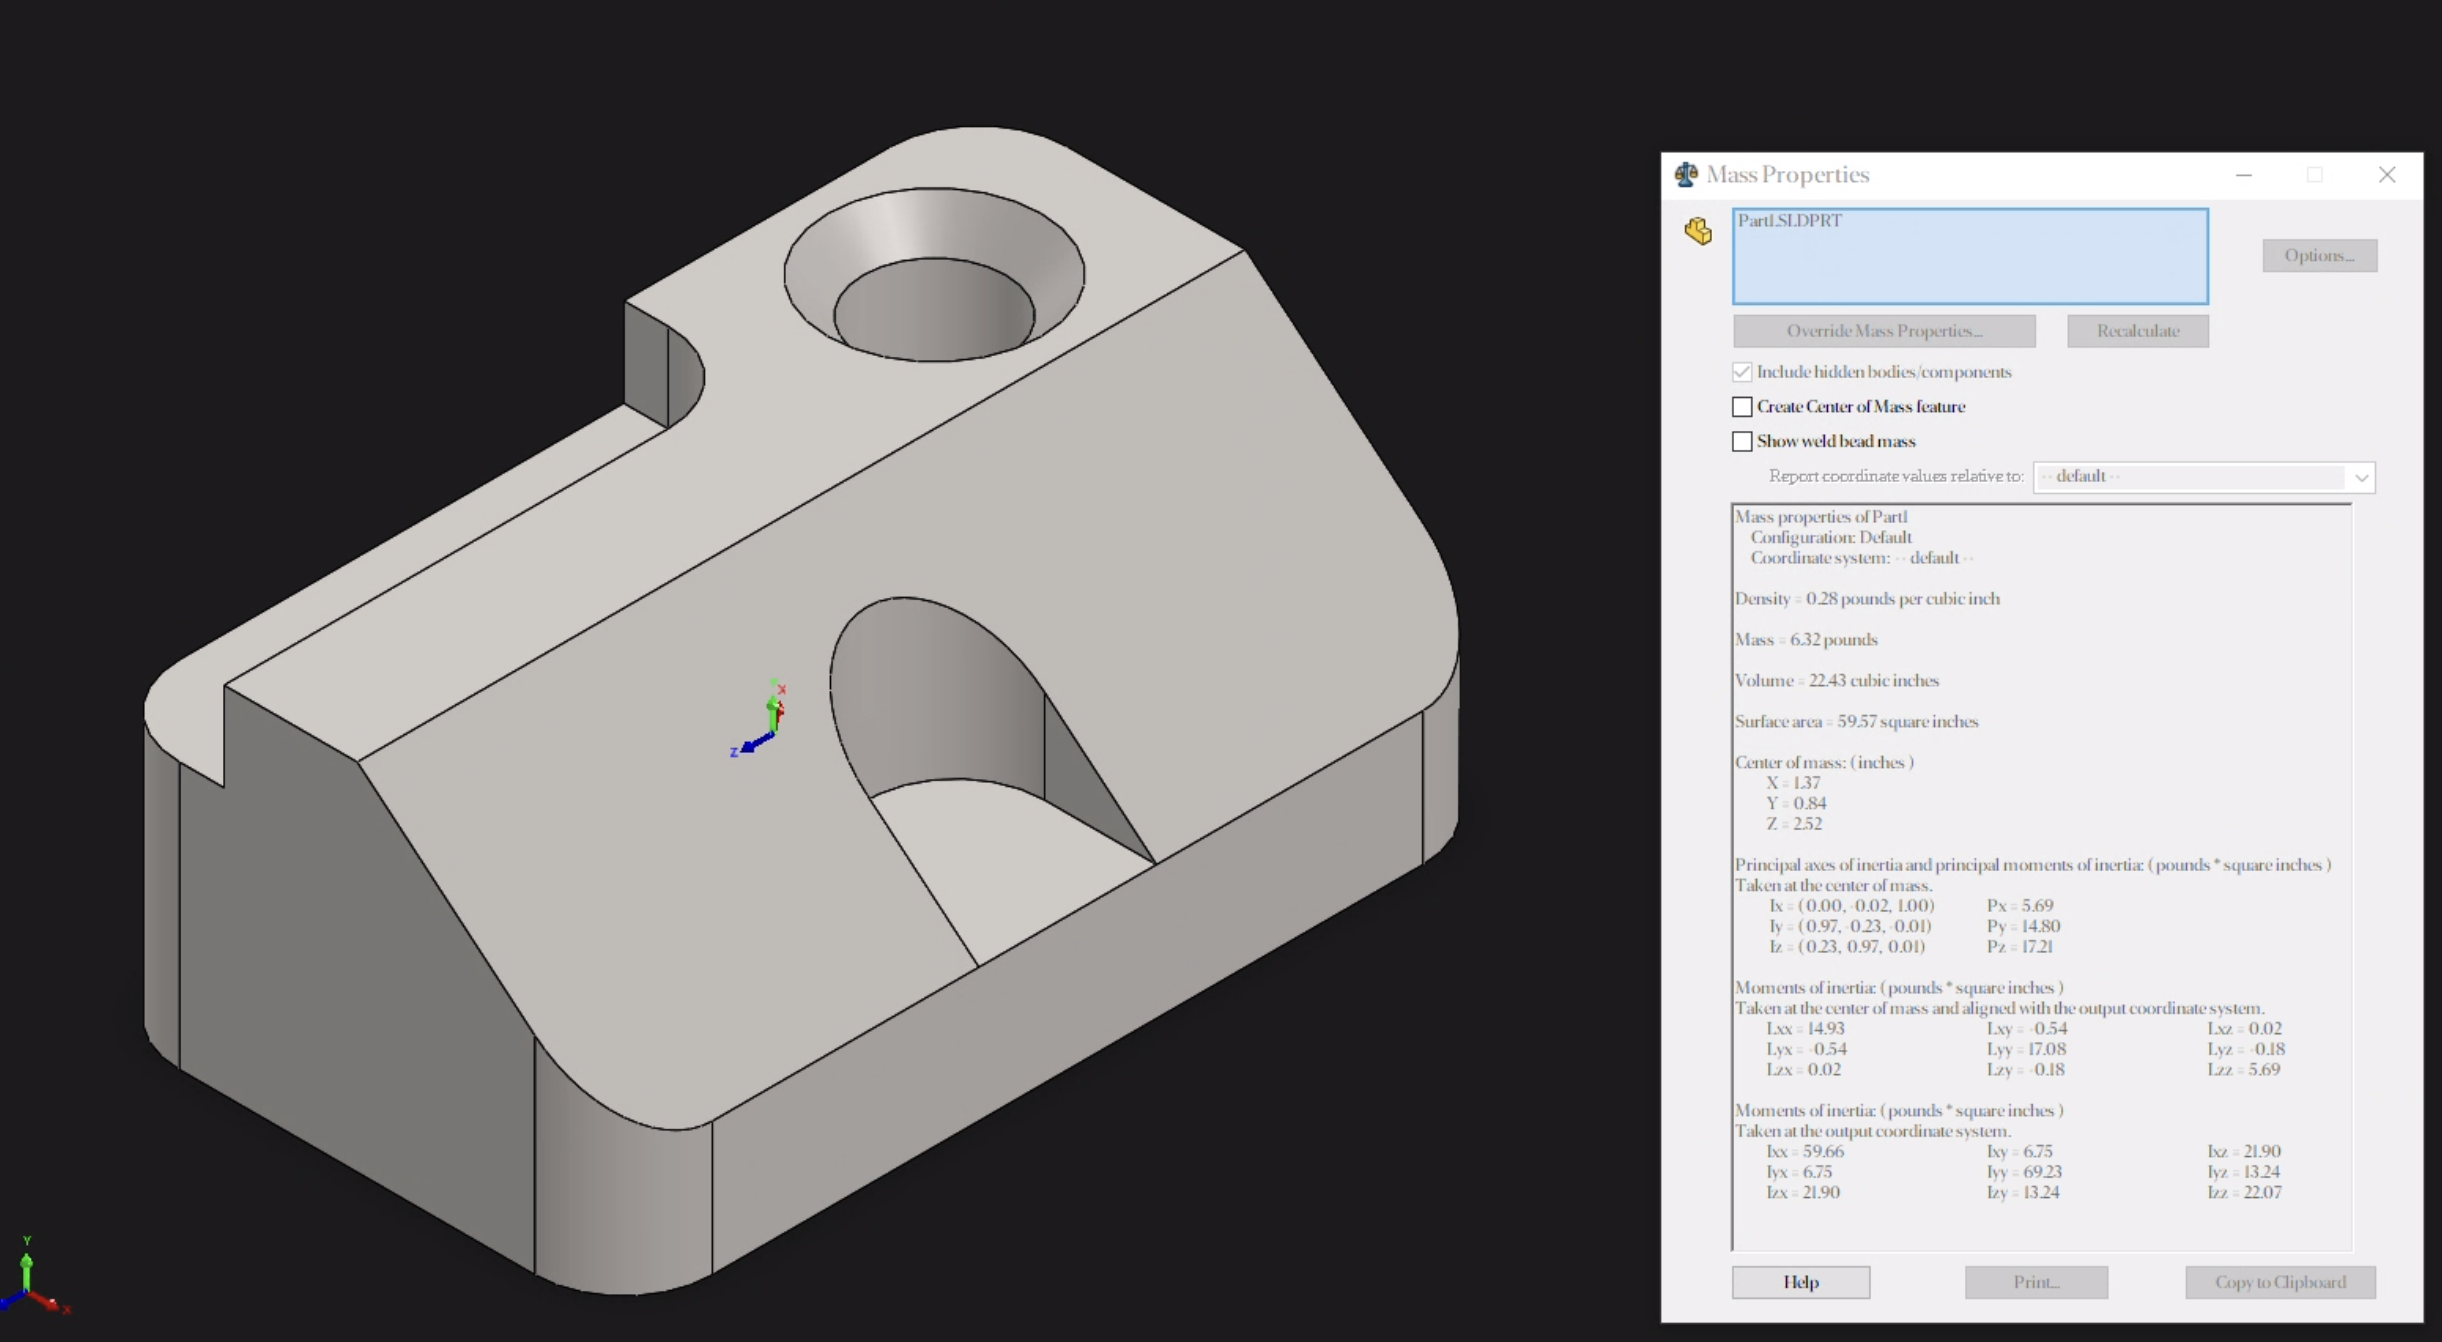 Mass Properties
Part1.SLDPRT
Options...
Override Mass Properties...
Recalculate
Include hidden bodies/components
Create Center of Mass feature
Show weld bead mass
Report coordinate values relative to:
-- default --
Mass properties of Part1
Configuration: Default
Coordinate system: -- default --
Density = 0.28 pounds per cubic inch
Mass = 6.32 pounds
Volume = 22.43 cubic inches
Surface area = 59.57 square inches
Center of mass: ( inches )
X = 1.37
Y = 0.84
Z = 2.52
Principal axes of inertia and principal moments of inertia: ( pounds * square inches )
Taken at the center of mass.
Ix = ( 0.00, -0.02, 1.00) Px = 5.69
Iy = ( 0.97, -0.23, -0.01) Py = 14.80
Iz = ( 0.23, 0.97, 0.01) Pz = 17.21
Moments of inertia: ( pounds * square inches )
Taken at the center of mass and aligned with the output coordinate system.
Lxx = 14.93 Lxy = -0.54 Lxz = 0.02
Lyx = -0.54 Lyy = 17.08 Lyz = -0.18
Lzx = 0.02 Lzy = -0.18 Lzz = 5.69
Moments of inertia: ( pounds * square inches )
Taken at the output coordinate system.
Ixx = 59.66 Ixy = 6.75 Ixz = 21.90
Iyx = 6.75 Iyy = 69.23 Iyz = 13.24
Izx = 21.90 Izy = 13.24 Izz = 22.07
Help
Print...
Copy to Clipboard
X
Z
Y
X